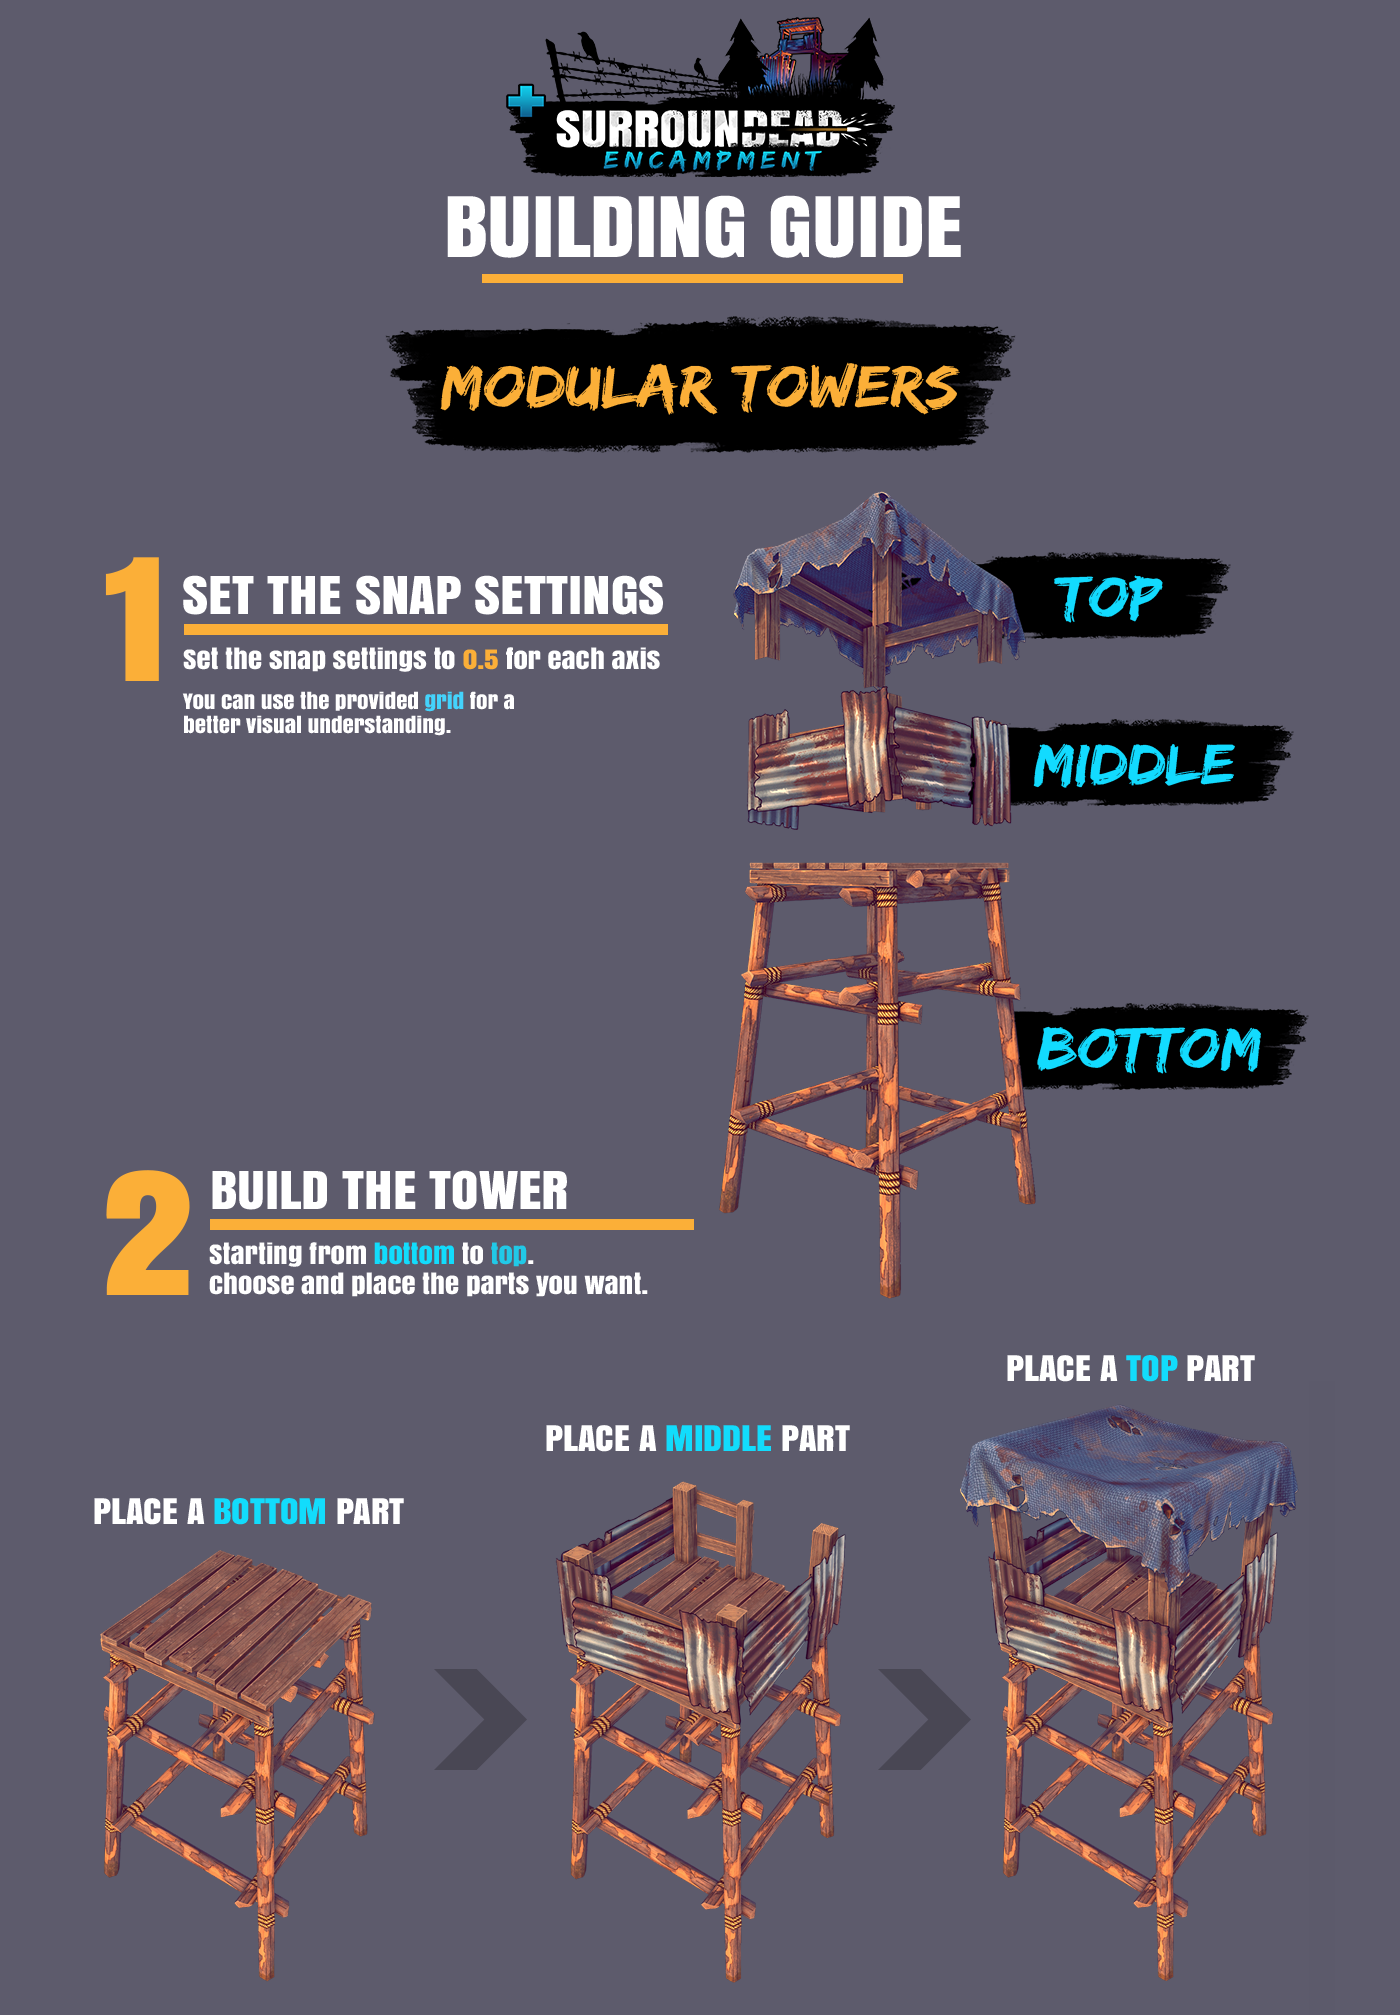 SURROUNDEAD
ENCAMPMENT
BUILDING GUIDE
MODULAR TOWERS
1
SET THE SNAP SETTINGS
Set the snap settings to 0.5 for each axis
You can use the provided grid for a
better visual understanding.
TOP
MIDDLE
BOTTOM
2
BUILD THE TOWER
Starting from bottom to top.
choose and place the parts you want.
PLACE A TOP PART
PLACE A MIDDLE PART
PLACE A BOTTOM PART